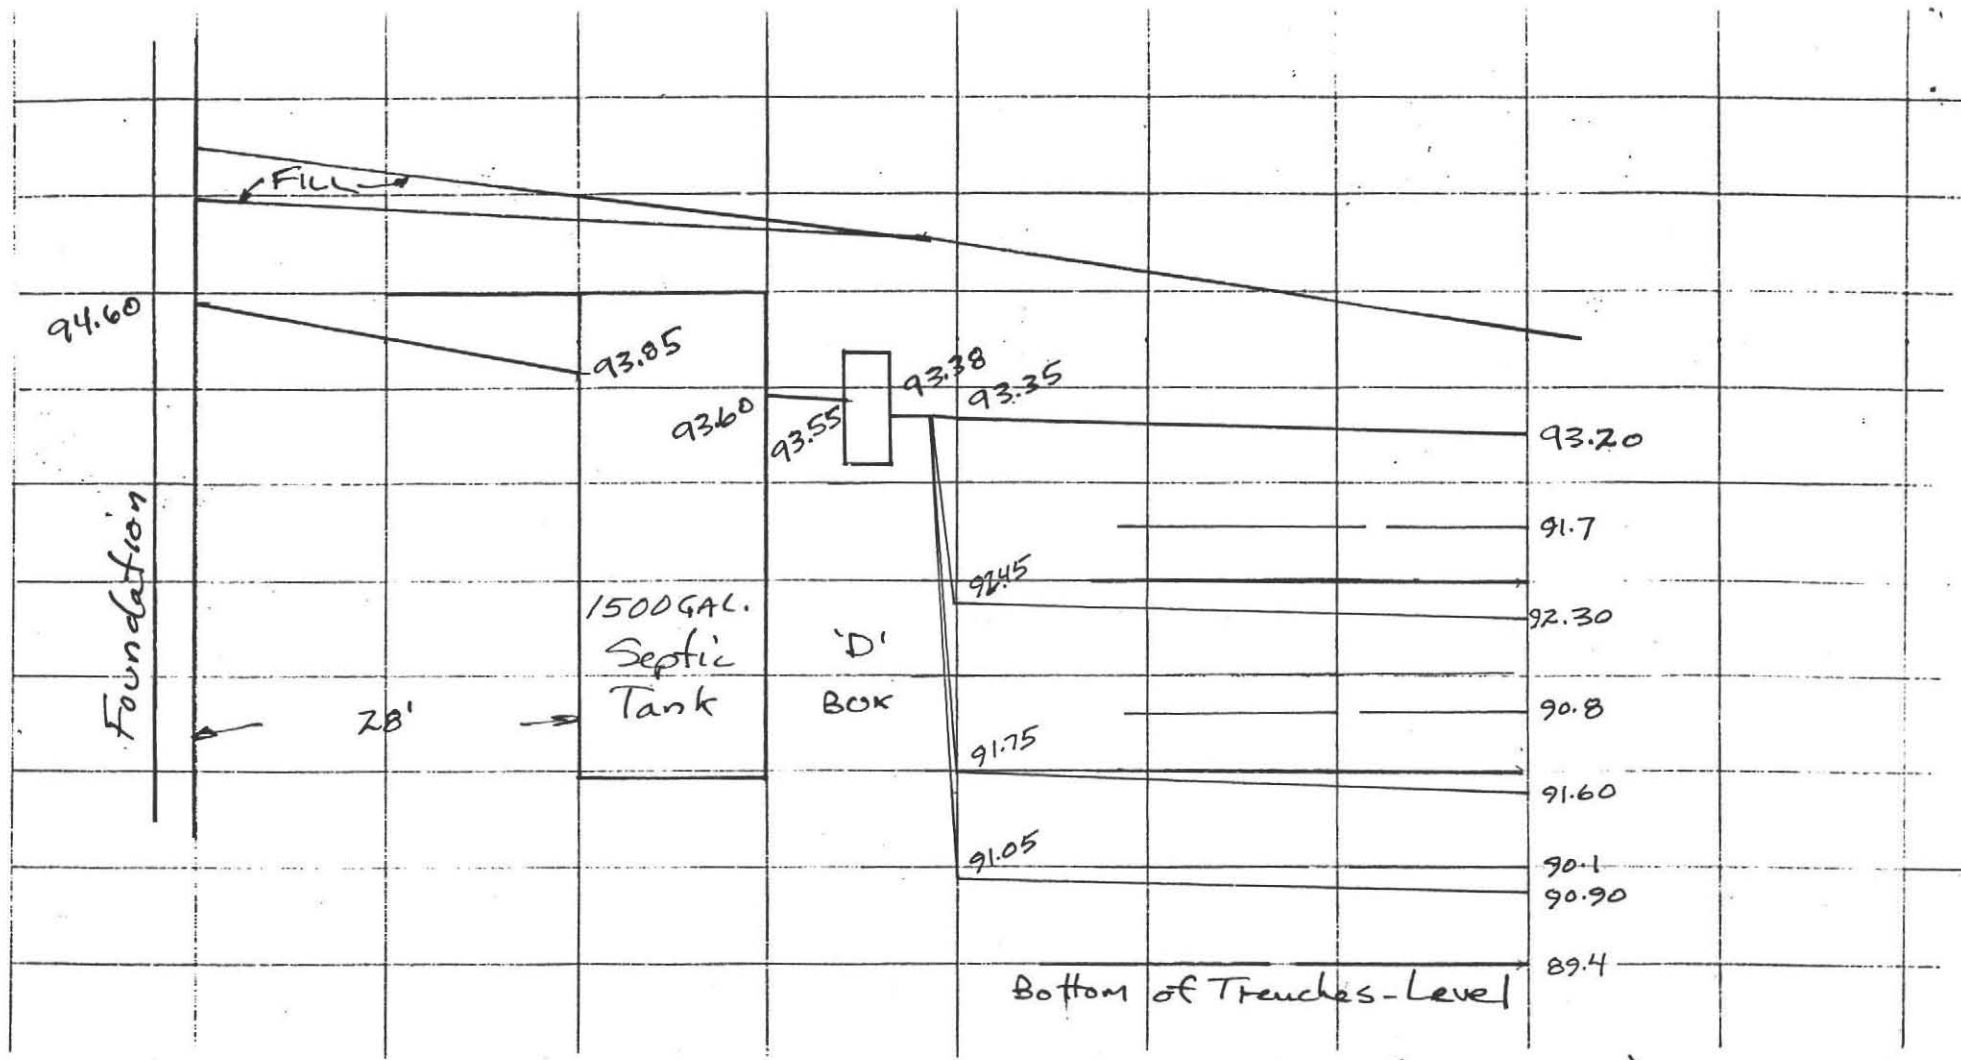 FILL
94.60
93.85
93.38
93.35
93.60
93.55
93.20
91.7
92.45
92.30
Foundation
1500 GAL.
Septic
Tank
'D'
BOX
28'
90.8
91.75
91.60
91.05
90.1
90.90
89.4
Bottom of Trenches-Level